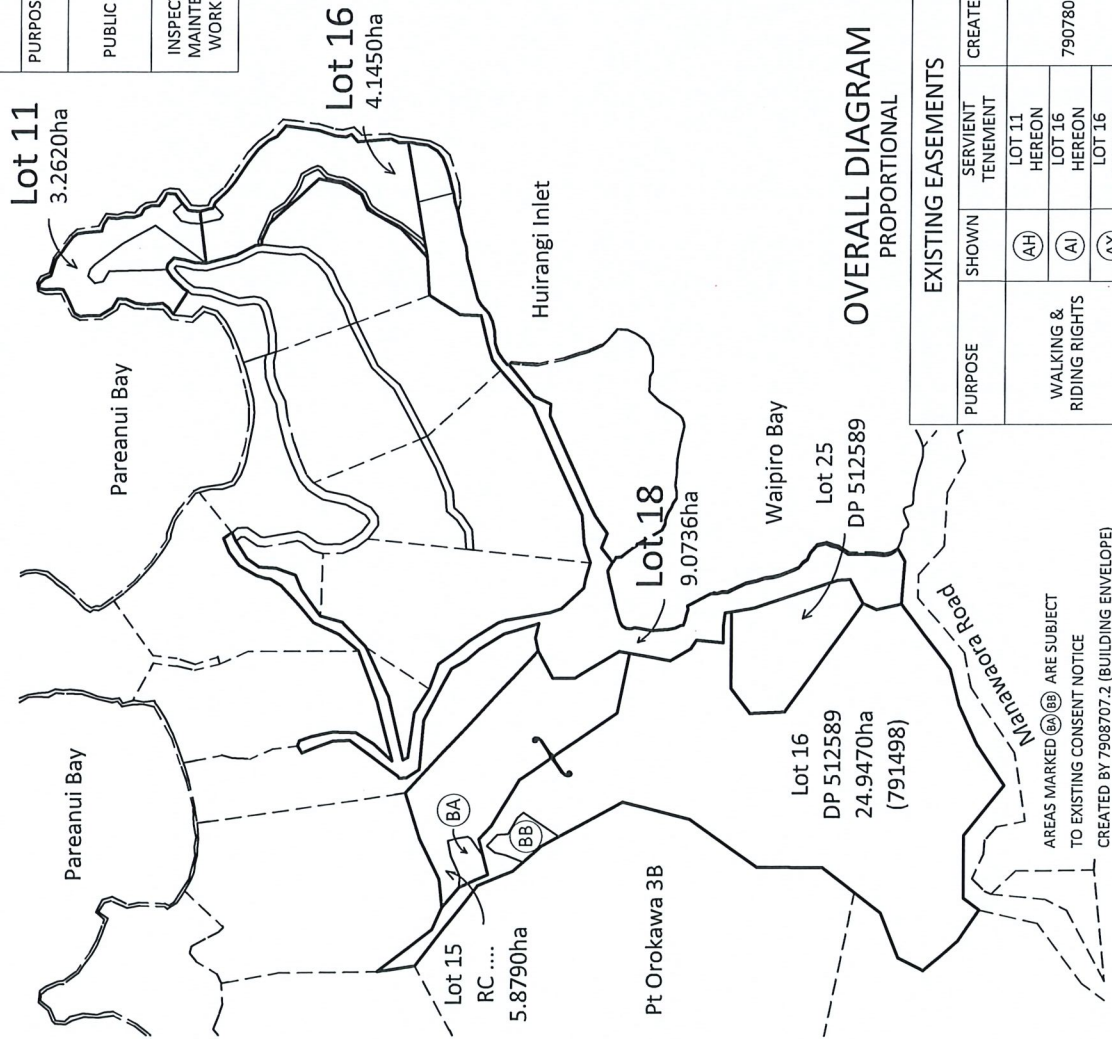 PURPOS
PUBLIC
INSPEC
MAINTE
WORK
Lot 11
3.2620ha
Lot 16
4.1450ha
Pareanui Bay
Pareanui Bay
Huirangi Inlet
OVERALL DIAGRAM
PROPORTIONAL
Lot 18
9.0736ha
Waipiro Bay
Lot 25
DP 512589
BA
BB
Lot 15
RC ....
5.8790ha
Pt Orokawa 3B
Lot 16
DP 512589
24.9470ha
(791498)
Manawaora Road
AREAS MARKED BA BB ARE SUBJECT
TO EXISTING CONSENT NOTICE
CREATED BY 7908707.2 (BUILDING ENVELOPE)
EXISTING EASEMENTS
PURPOSE SHOWN SERVIENT TENEMENT CREATE
WALKING &
RIDING RIGHTS
AH LOT 11
HEREON
AI LOT 16
HEREON
790780
LOT 16